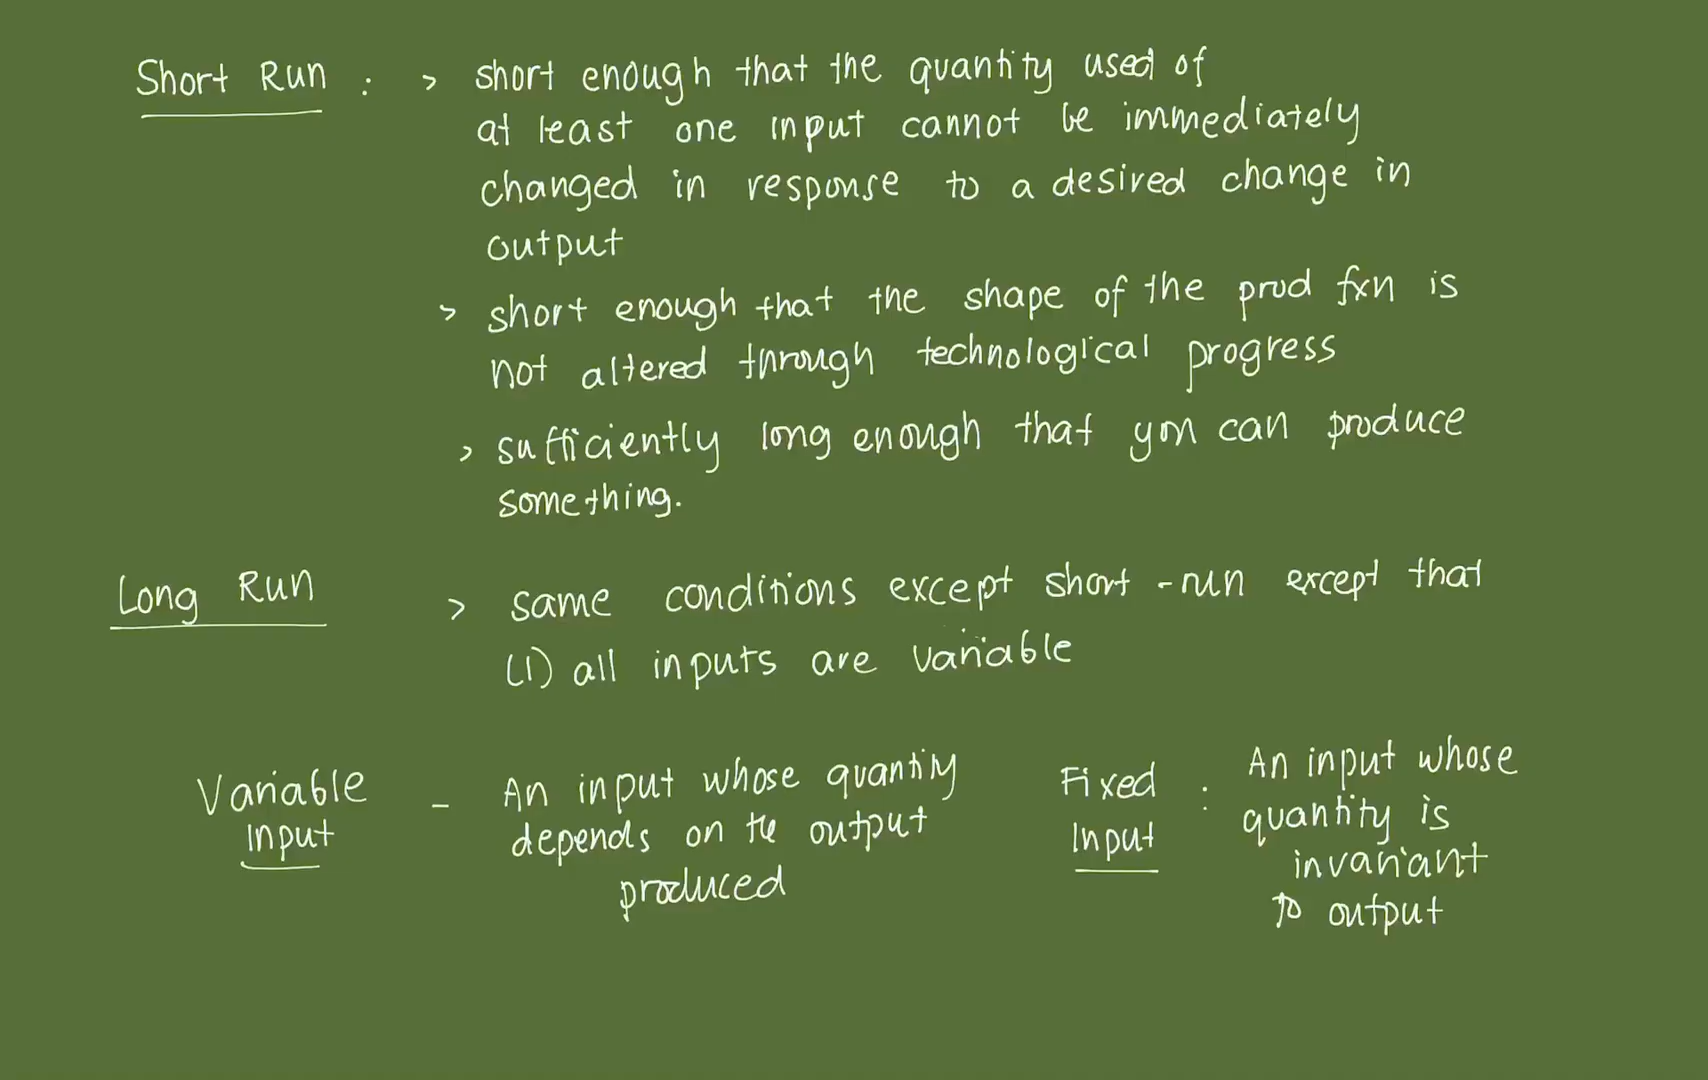 Short Run : > short enough that the quantity used of
at least one input cannot be immediately
changed in response to a desired change in
output
> short enough that the shape of the prod fxn is
not altered through technological progress
> sufficiently long enough that you can produce
something.
Long Run > same conditions except short-run except that
(1) all inputs are variable
Variable Input - An input whose quantity
depends on the output
produced
Fixed Input : An input whose
quantity is
invariant
to output